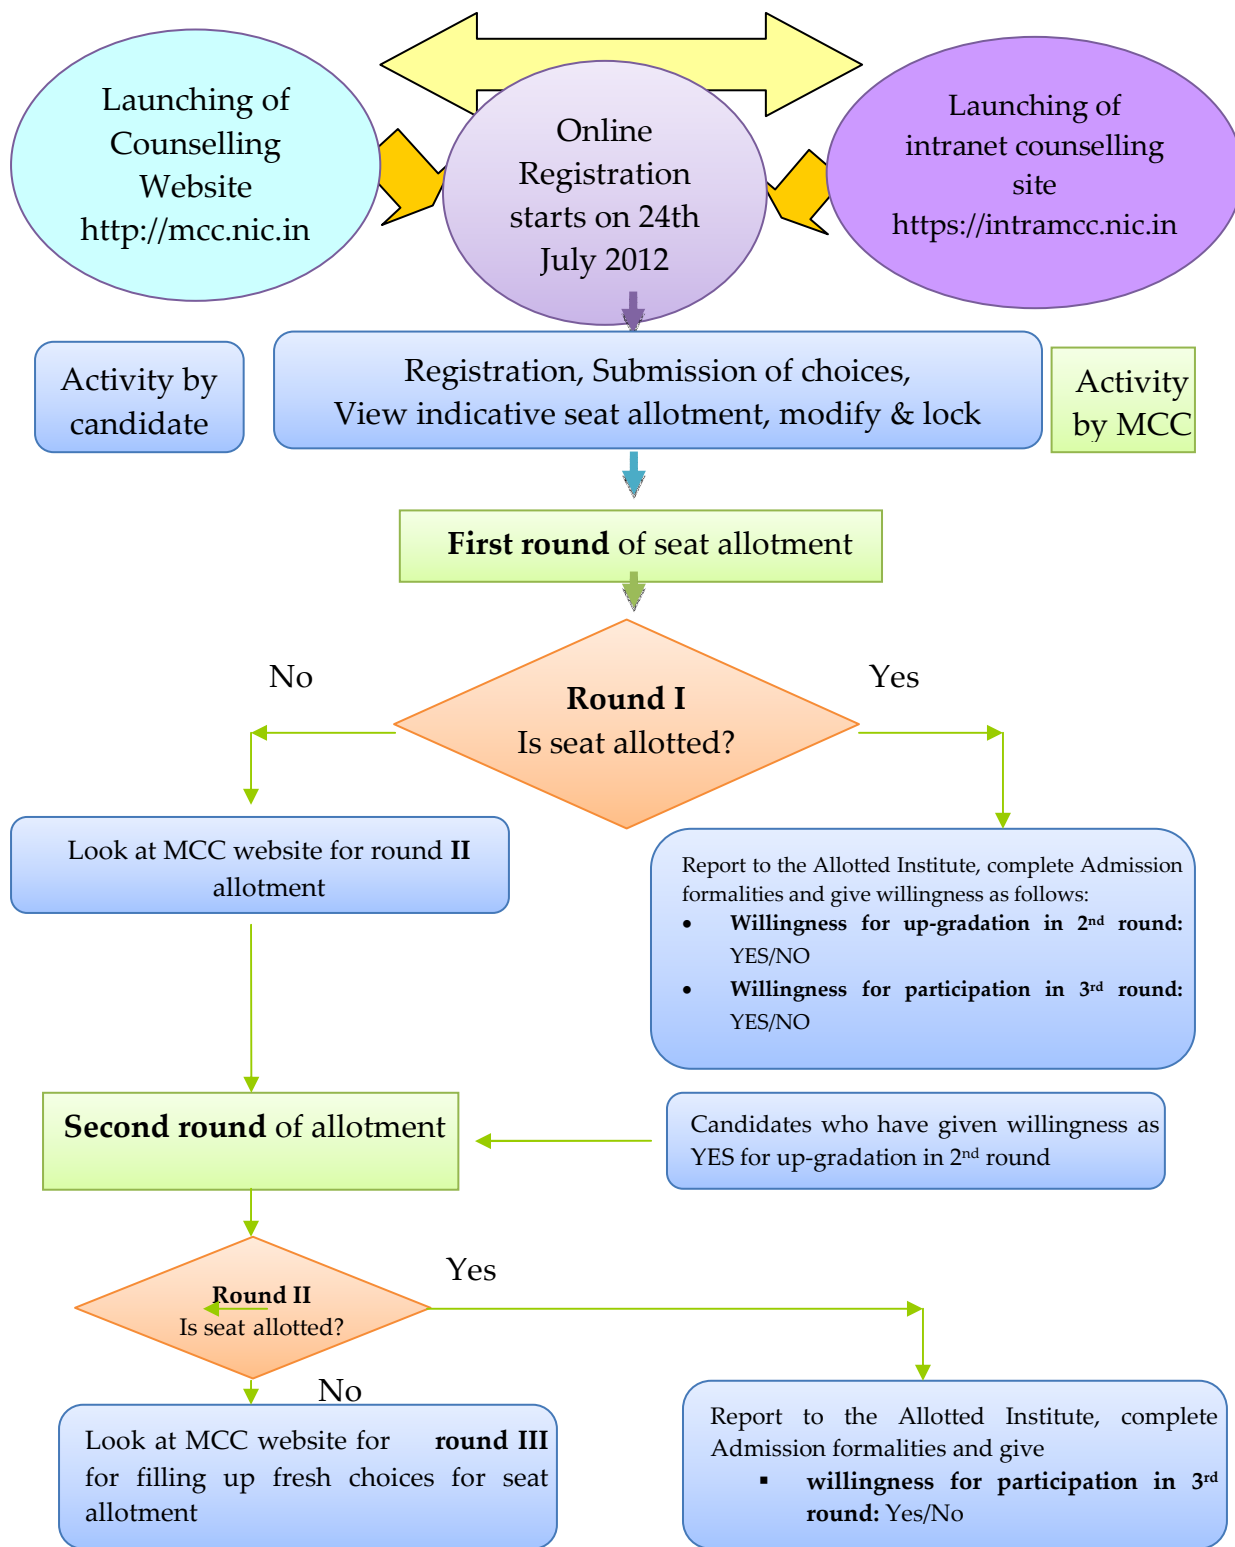 Launching of
Counselling
Website
http://mcc.nic.in
Online
Registration
starts on 24th
July 2012
Launching of
intranet counselling
site
https://intramcc.nic.in
Activity by
candidate
Registration, Submission of choices,
View indicative seat allotment, modify & lock
Activity
by MCC
First round of seat allotment
No
Yes
Round I
Is seat allotted?
Look at MCC website for round II
allotment
Report to the Allotted Institute, complete Admission
formalities and give willingness as follows:
• Willingness for up-gradation in 2nd round:
YES/NO
• Willingness for participation in 3rd round:
YES/NO
Second round of allotment
Candidates who have given willingness as
YES for up-gradation in 2nd round
Yes
Round II
Is seat allotted?
No
Look at MCC website for round III
for filling up fresh choices for seat
allotment
Report to the Allotted Institute, complete
Admission formalities and give
▪ willingness for participation in 3rd
round: Yes/No